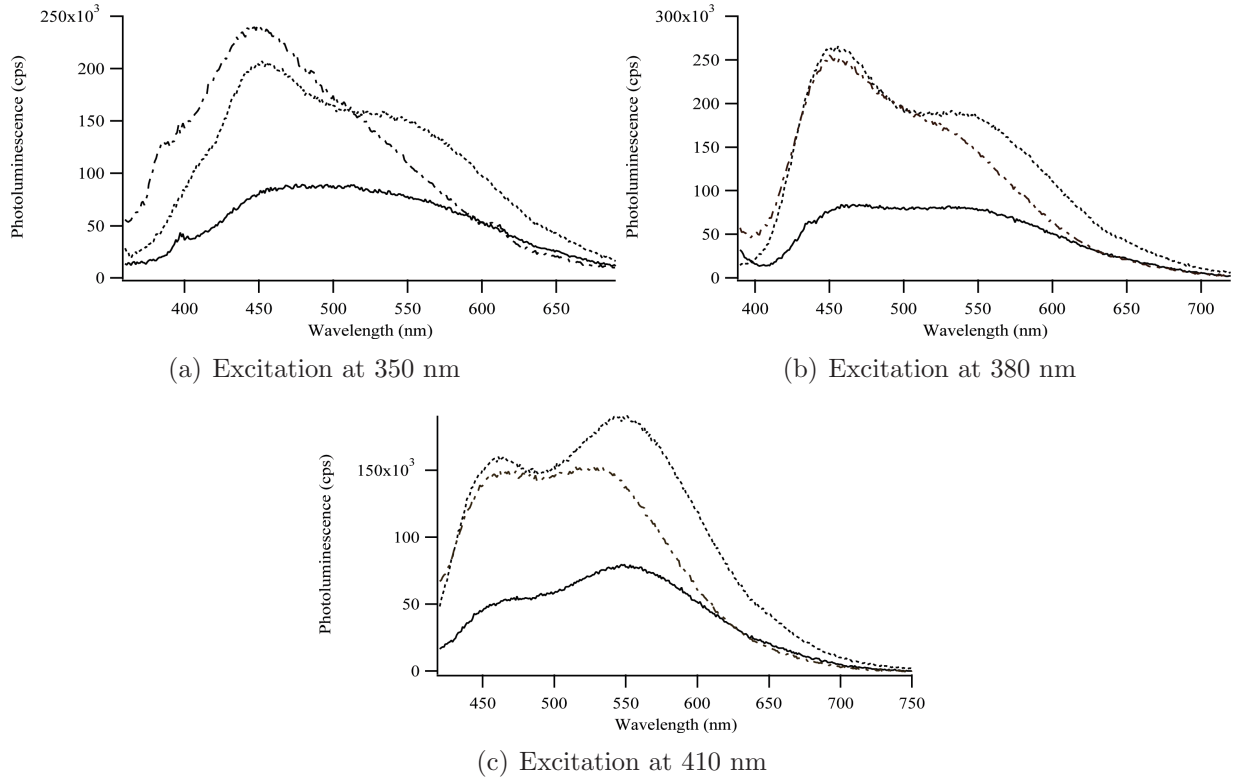 250x10³
200
150
100
50
0
Photoluminescence (cps)
400 450 500 550 600 650
Wavelength (nm)
(a) Excitation at 350 nm
300x10³
250
200
150
100
50
0
Photoluminescence (cps)
400 450 500 550 600 650 700
Wavelength (nm)
(b) Excitation at 380 nm
150x10³
100
50
0
Photoluminescence (cps)
450 500 550 600 650 700 750
Wavelength (nm)
(c) Excitation at 410 nm